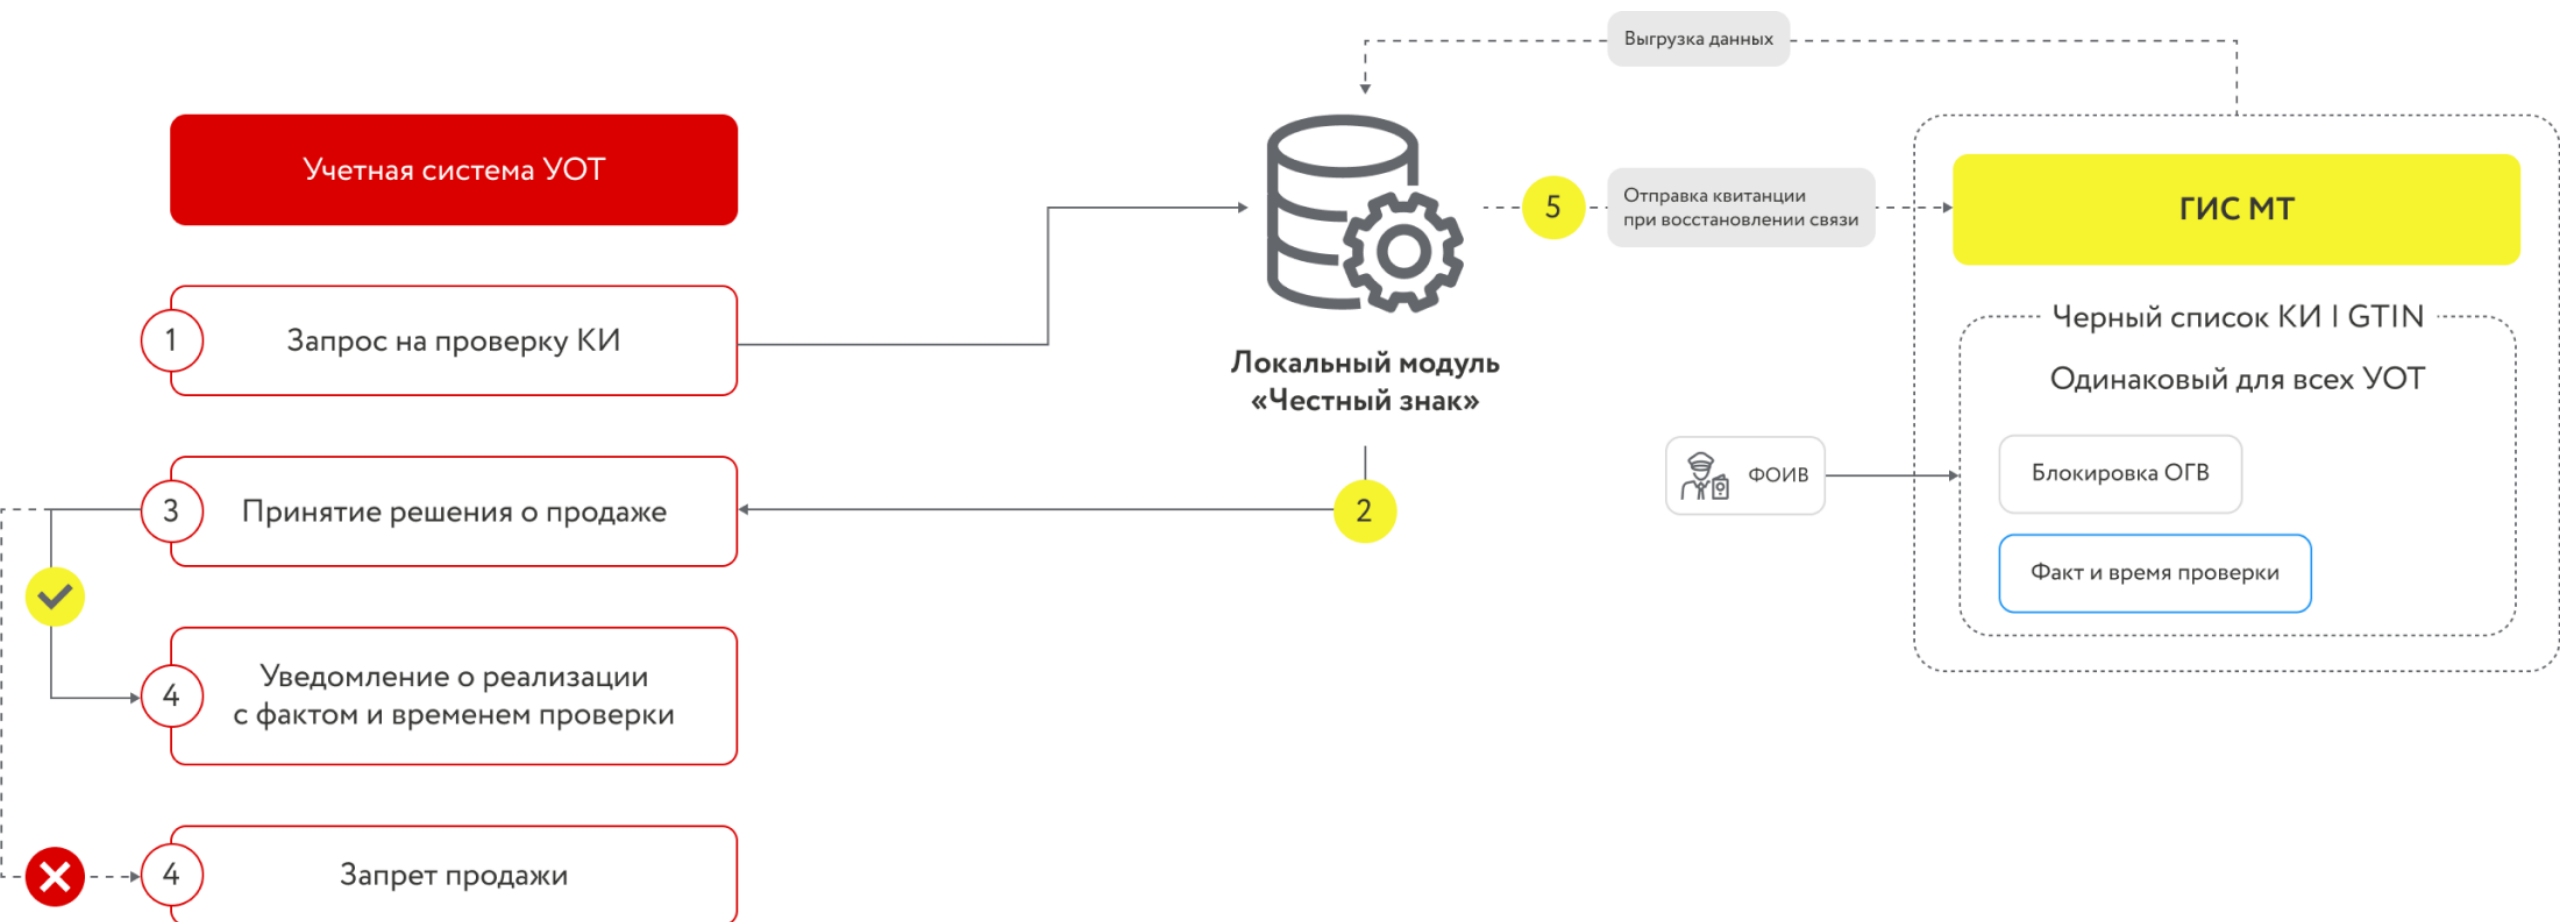 Выгрузка данных
Учетная система УОТ
5
Отправка квитанции
при восстановлении связи
ГИС МТ
1
Запрос на проверку КИ
Локальный модуль
«Честный знак»
Черный список КИ I GTIN
Одинаковый для всех УОТ
ФОИВ
Блокировка ОГВ
Факт и время проверки
2
3
Принятие решения о продаже
4
Уведомление о реализации
с фактом и временем проверки
4
Запрет продажи